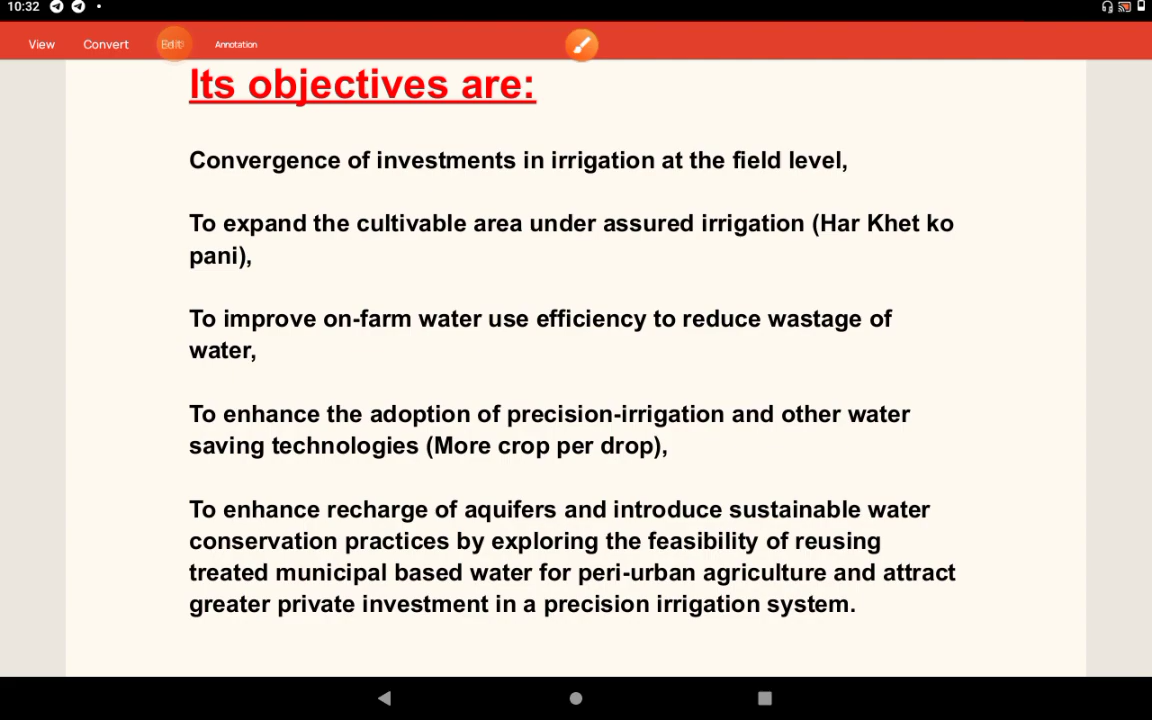 10:32
View Convert Edit Annotation
Its objectives are:
Convergence of investments in irrigation at the field level,
To expand the cultivable area under assured irrigation (Har Khet ko
pani),
To improve on-farm water use efficiency to reduce wastage of
water,
To enhance the adoption of precision-irrigation and other water
saving technologies (More crop per drop),
To enhance recharge of aquifers and introduce sustainable water
conservation practices by exploring the feasibility of reusing
treated municipal based water for peri-urban agriculture and attract
greater private investment in a precision irrigation system.